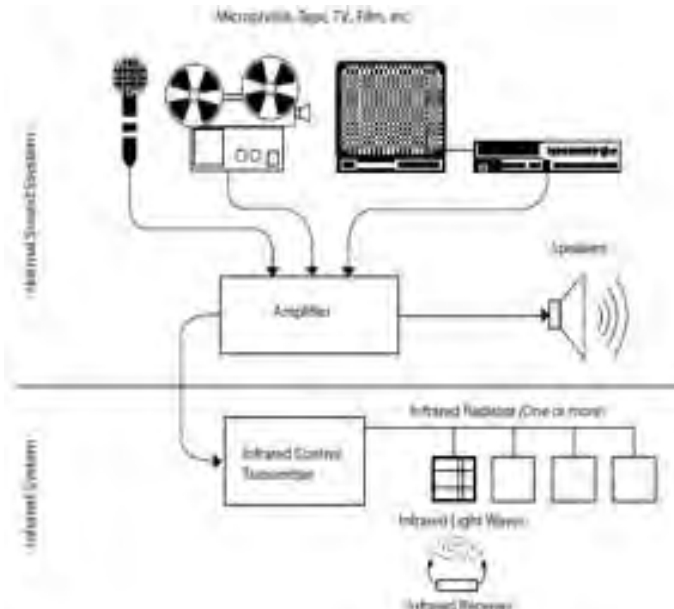 Microphone, Tape, TV, Film, etc.
Normal Sound System
Speakers
Amplifier
Infrared System
Infrared Radiator (One or more)
Infrared Control
Transmitter
Infrared Light Waves
Infrared Receiver